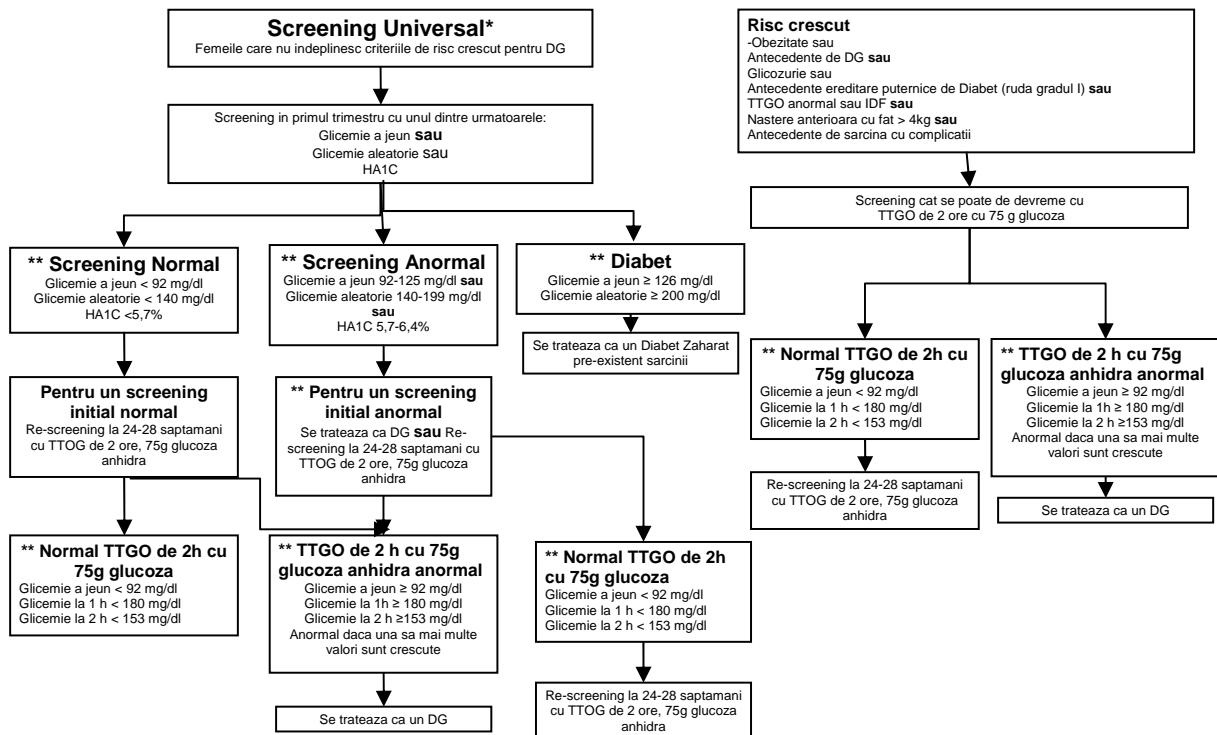 Screening Universal*
Femeile care nu indeplinesc criteriile de risc crescut pentru DG
Screening in primul trimestru cu unul dintre urmatoarele:
Glicemie a jeun sau
Glicemie aleatorie sau
HA1C
** Screening Normal
Glicemie a jeun < 92 mg/dl
Glicemie aleatorie < 140 mg/dl
HA1C <5,7%
** Screening Anormal
Glicemie a jeun 92-125 mg/dl sau
Glicemie aleatorie 140-199 mg/dl
sau
HA1C 5,7-6,4%
** Diabet
Glicemie a jeun ≥ 126 mg/dl
Glicemie aleatorie ≥ 200 mg/dl
Se trateaza ca un Diabet Zaharat
pre-existent sarcinii
Pentru un screening
initial normal
Re-screening la 24-28 saptamani
cu TTOG de 2 ore, 75g glucoza
anhidra
** Pentru un screening
initial anormal
Se trateaza ca DG sau Re-
screening la 24-28 saptamani cu
TTOG de 2 ore, 75g glucoza
anhidra
** Normal TTGO de 2h cu
75g glucoza
Glicemie a jeun < 92 mg/dl
Glicemie la 1 h < 180 mg/dl
Glicemie la 2 h < 153 mg/dl
** TTGO de 2 h cu 75g
glucoza anhidra anormal
Glicemie a jeun ≥ 92 mg/dl
Glicemie la 1h ≥ 180 mg/dl
Glicemie la 2 h ≥153 mg/dl
Anormal daca una sa mai multe
valori sunt crescute
Se trateaza ca un DG
** Normal TTGO de 2h
cu 75g glucoza
Glicemie a jeun < 92 mg/dl
Glicemie la 1 h < 180 mg/dl
Glicemie la 2 h < 153 mg/dl
Re-screening la 24-28 saptamani
cu TTOG de 2 ore, 75g glucoza
anhidra
Risc crescut
-Obezitate sau
Antecedente de DG sau
Glicozurie sau
Antecedente ereditare puternice de Diabet (ruda gradul I) sau
TTGO anormal sau IDF sau
Nastere anterioara cu fat > 4kg sau
Antecedente de sarcina cu complicatii
Screening cat se poate de devreme cu
TTGO de 2 ore cu 75 g glucoza
** Normal TTGO de 2h cu
75g glucoza
Glicemie a jeun < 92 mg/dl
Glicemie la 1 h < 180 mg/dl
Glicemie la 2 h < 153 mg/dl
Re-screening la 24-28 saptamani
cu TTOG de 2 ore, 75g glucoza
anhidra
** TTGO de 2 h cu 75g
glucoza anhidra anormal
Glicemie a jeun ≥ 92 mg/dl
Glicemie la 1h ≥ 180 mg/dl
Glicemie la 2 h ≥153 mg/dl
Anormal daca una sa mai multe
valori sunt crescute
Se trateaza ca un DG